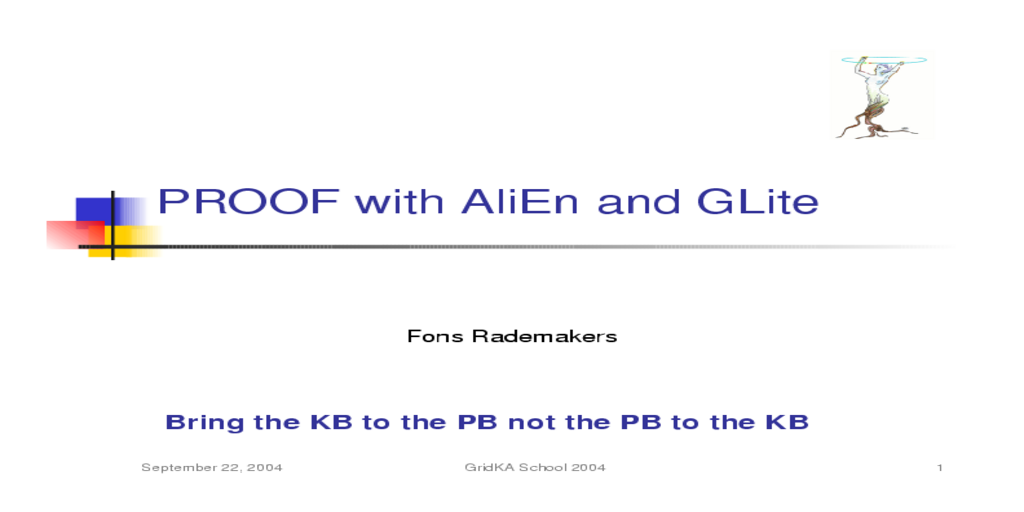 PROOF with AliEn and GLite
Fons Rademakers
Bring the KB to the PB not the PB to the KB
September 22, 2004 GridKA School 2004 1